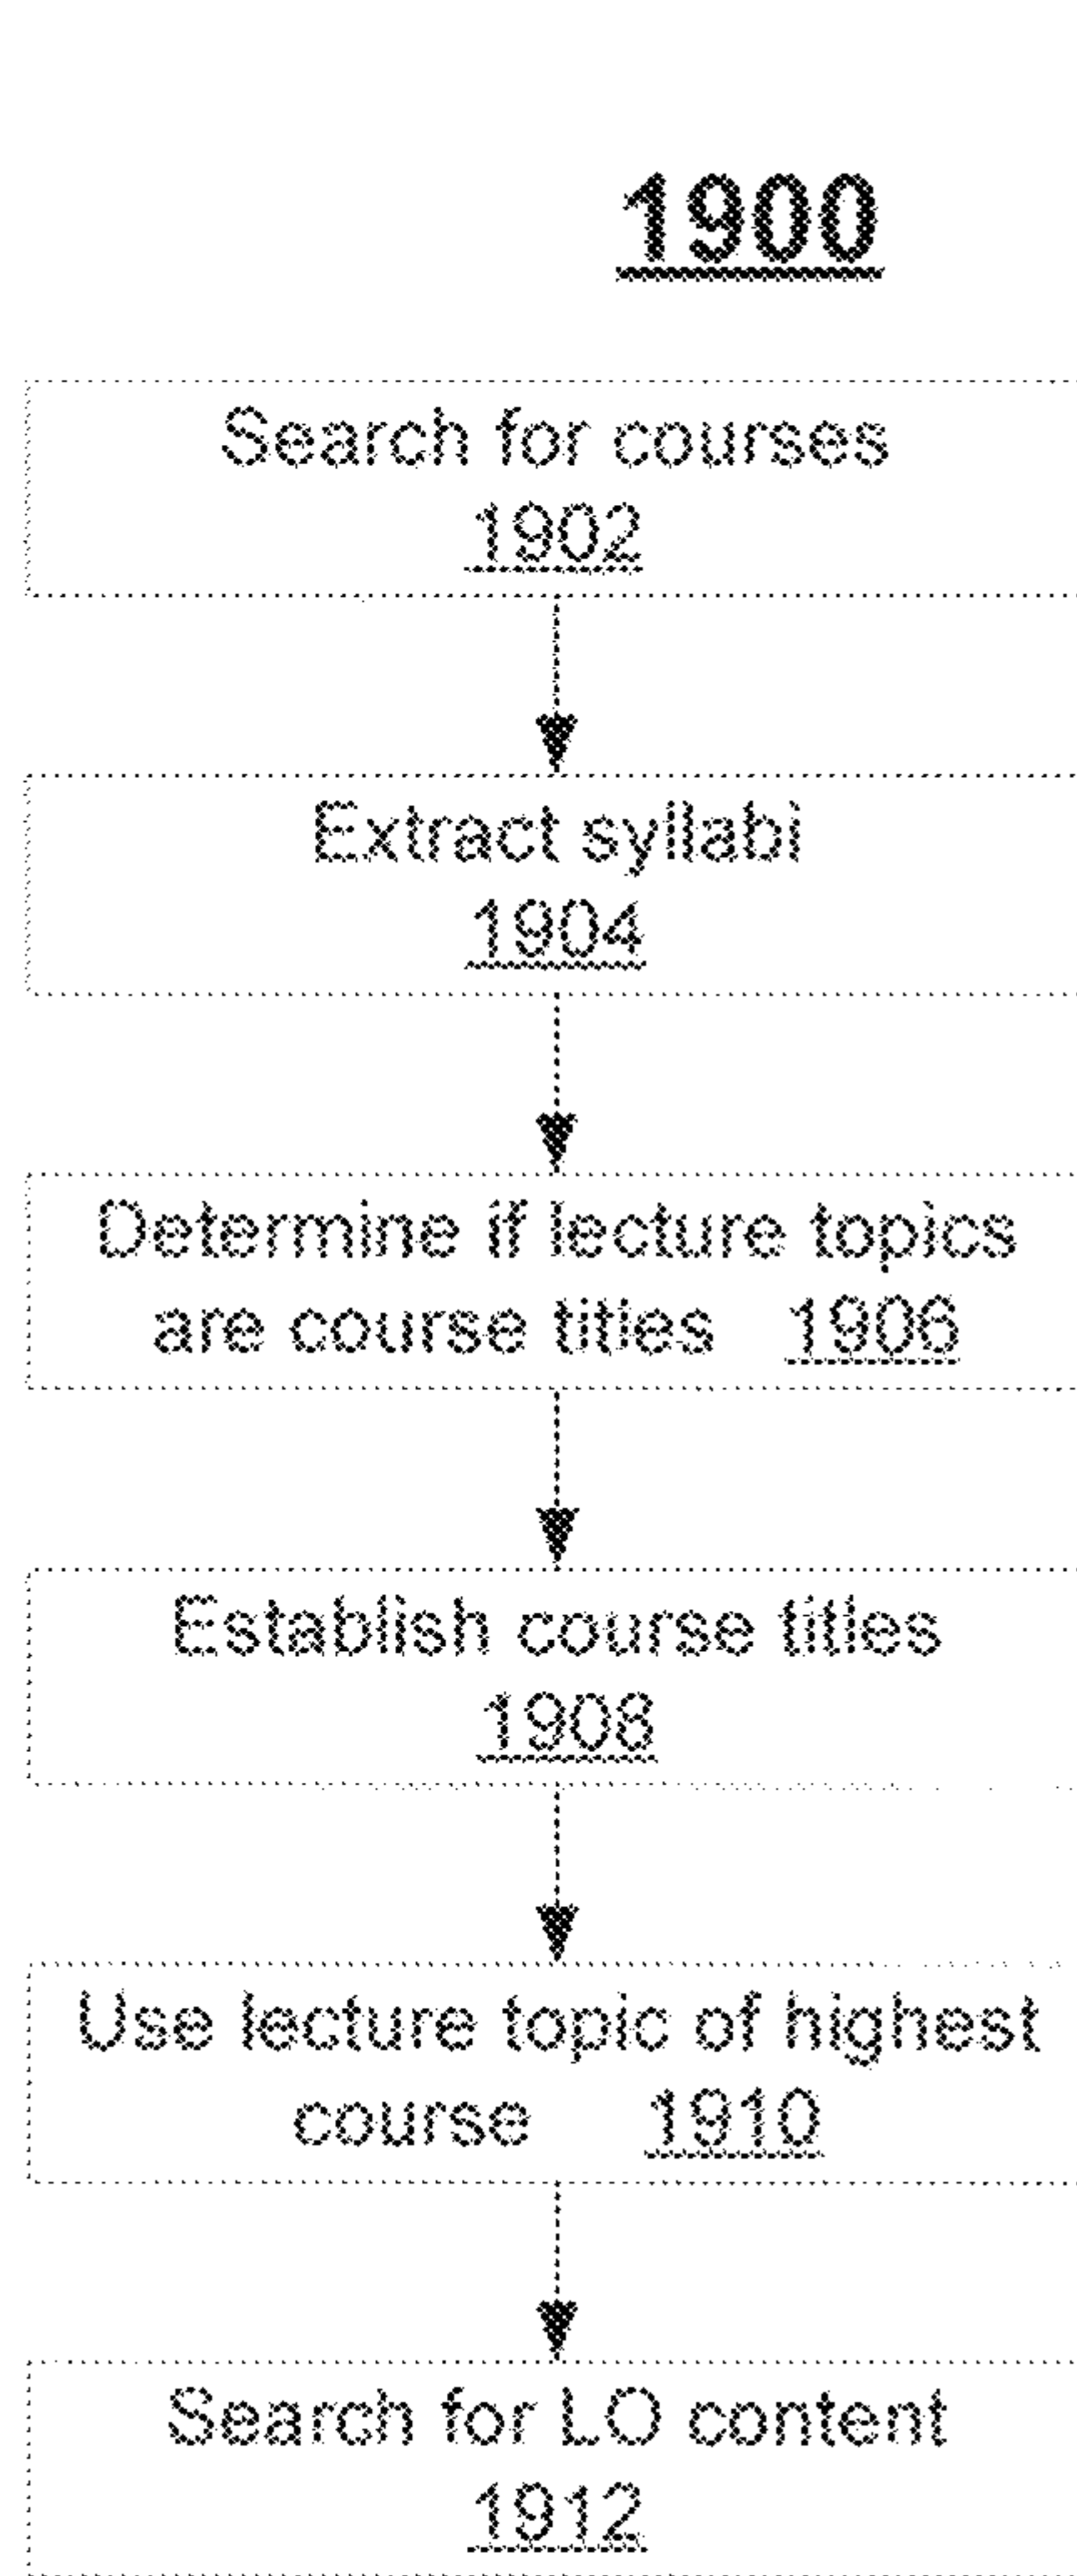 1900
Search for courses
1902
Extract syllabi
1904
Determine if lecture topics
are course titles 1906
Establish course titles
1908
Use lecture topic of highest
course 1910
Search for LO content
1912